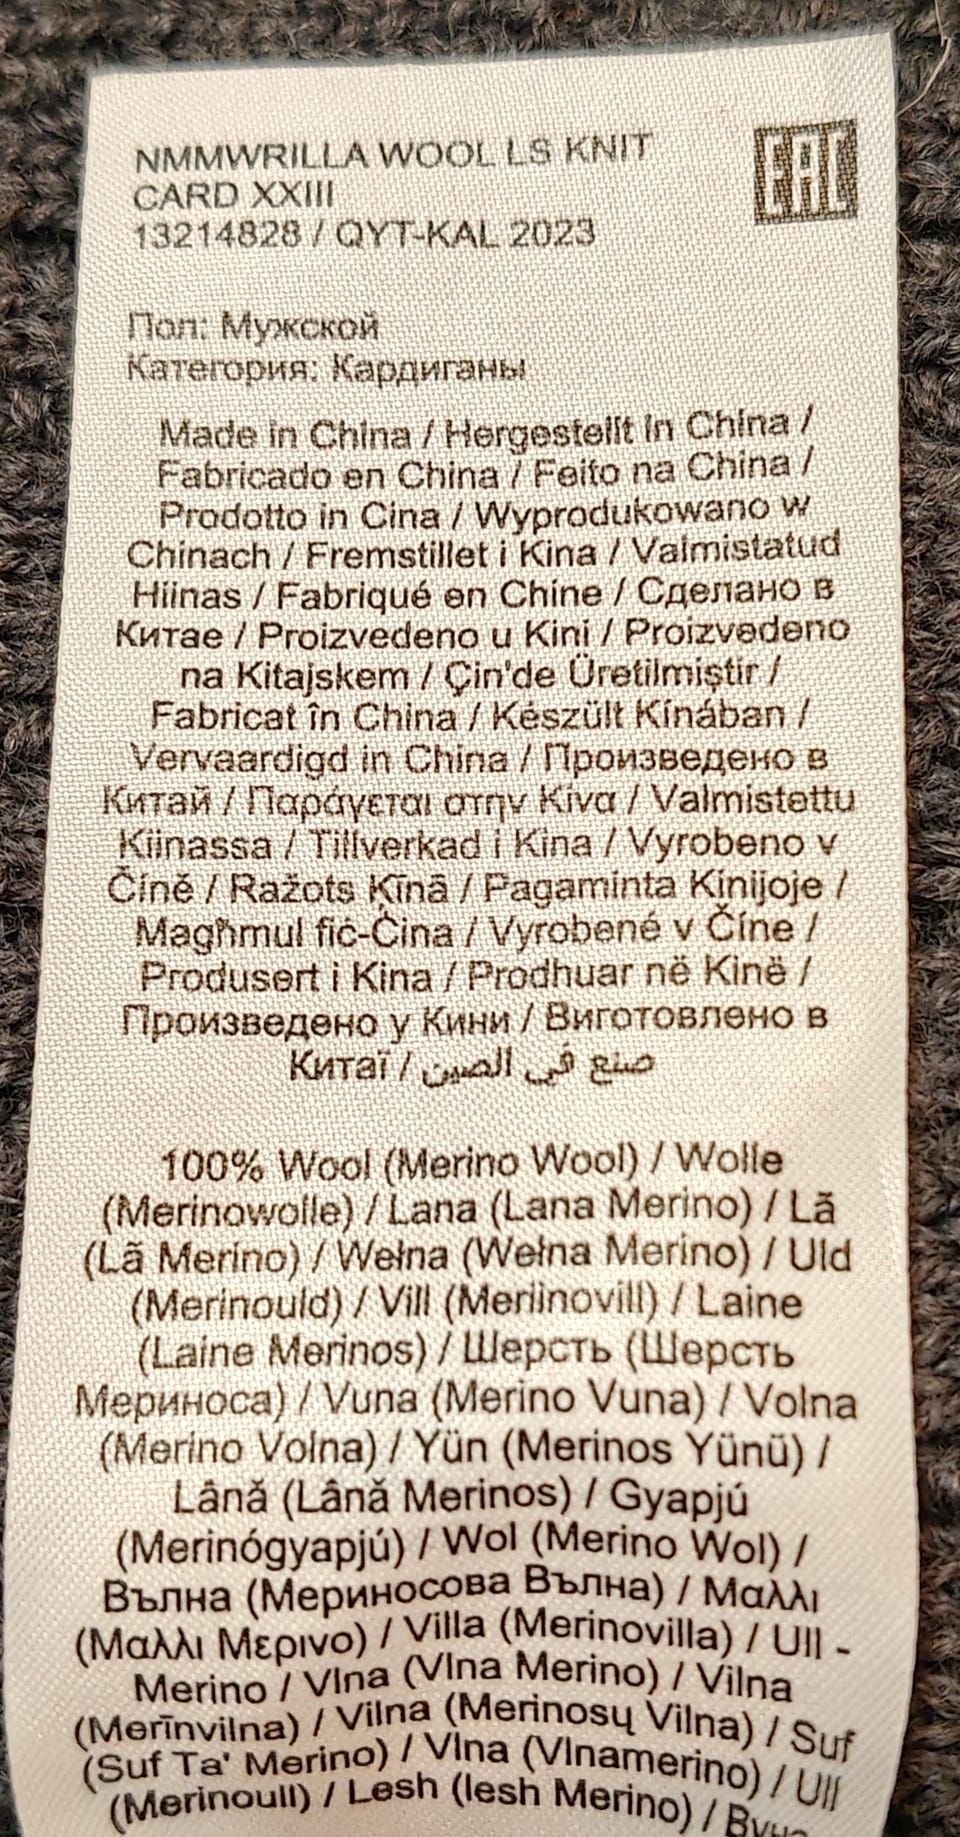 NMMWRILLA WOOL LS KNIT
CARD XXIII
13214828 / QYT-KAL 2023
EAC
Пол: Мужской
Категория: Кардиганы
Made in China / Hergestellt in China /
Fabricado en China / Feito na China /
Prodotto in Cina / Wyprodukowano w
Chinach / Fremstillet i Kina / Valmistatud
Hiinas / Fabriqué en Chine / Сделано в
Китае / Proizvedeno u Kini / Proizvedeno
na Kitajskem / Çin'de Üretilmiştir /
Fabricat în China / Készült Kínában /
Vervaardigd in China / Произведено в
Китай / Παράγεται στην Κίνα / Valmistettu
Kiinassa / Tillverkad i Kina / Vyrobeno v
Číně / Ražots Ķīnā / Pagaminta Kinijoje /
Magħmul fiċ-Ċina / Vyrobené v Číne /
Produsert i Kina / Prodhuar në Kinë /
Произведено у Кини / Виготовлено в
Китаї / صنع في الصين
100% Wool (Merino Wool) / Wolle
(Merinowolle) / Lana (Lana Merino) / Lã
(Lã Merino) / Wełna (Wełna Merino) / Uld
(Merinould) / Vill (Meriinovill) / Laine
(Laine Merinos) / Шерсть (Шерсть
Мериноса) / Vuna (Merino Vuna) / Volna
(Merino Volna) / Yün (Merinos Yünü) /
Lână (Lână Merinos) / Gyapjú
(Merinógyapjú) / Wol (Merino Wol) /
Вълна (Мериносова Вълна) / Μαλλι
(Μαλλι Μερινο) / Villa (Merinovilla) / Ull -
Merino / Vlna (Vlna Merino) / Vilna
(Merīnvilna) / Vilna (Merinosų Vilna) / Suf
(Suf Ta' Merino) / Vlna (Vlnamerino) / Ull
(Merinoull) / Lesh (lesh Merino) /